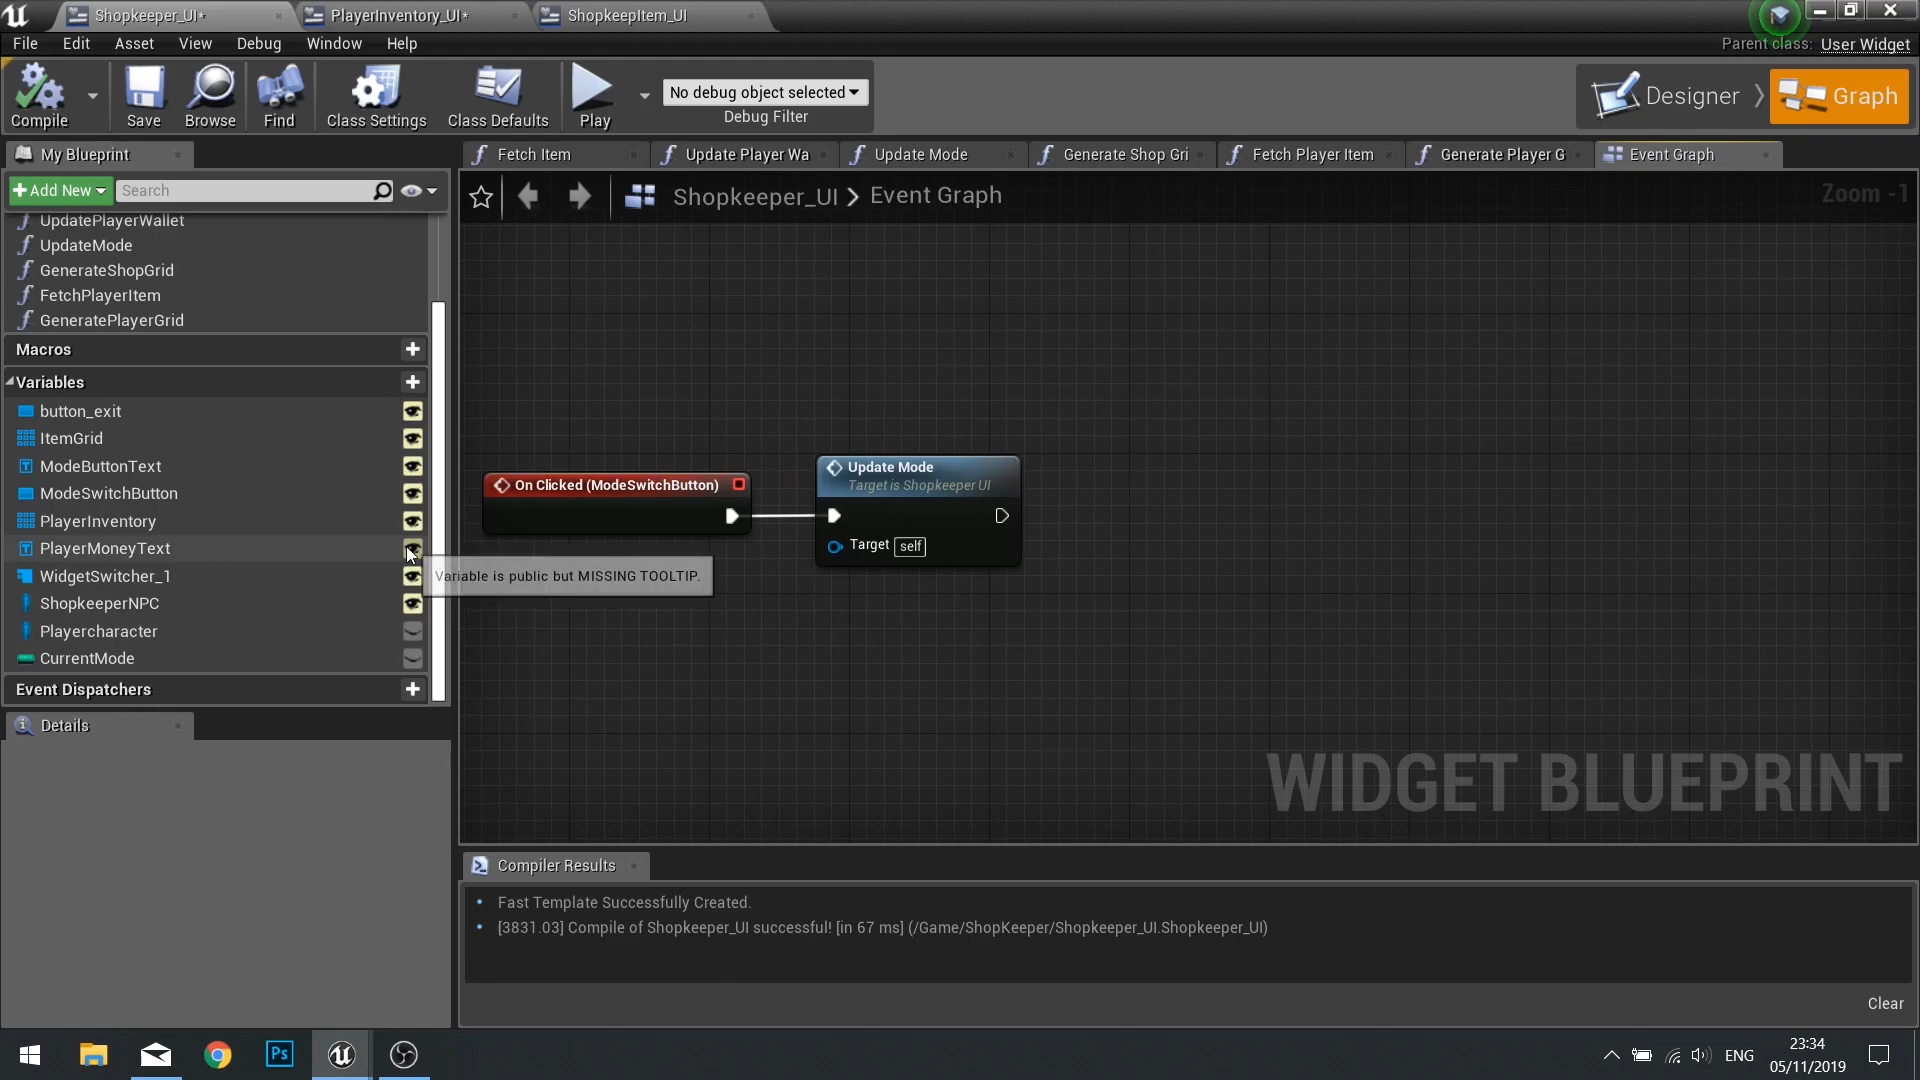 Shopkeeper_UI*
PlayerInventory_UI*
ShopkeepItem_UI
File Edit Asset View Debug Window Help
Parent class: User Widget
Compile
Save
Browse
Find
Class Settings
Class Defaults
Play
No debug object selected
Debug Filter
Designer
Graph
My Blueprint
Fetch Item
Update Player Wa
Update Mode
Generate Shop Gri
Fetch Player Item
Generate Player G
Event Graph
Add New
Search
Shopkeeper_UI
Event Graph
Zoom -1
UpdatePlayerWallet
UpdateMode
GenerateShopGrid
FetchPlayerItem
GeneratePlayerGrid
Macros
Variables
button_exit
ItemGrid
ModeButtonText
ModeSwitchButton
PlayerInventory
PlayerMoneyText
WidgetSwitcher_1
ShopkeeperNPC
Playercharacter
CurrentMode
Event Dispatchers
Variable is public but MISSING TOOLTIP.
On Clicked (ModeSwitchButton)
Update Mode
Target is Shopkeeper UI
Target self
WIDGET BLUEPRINT
Details
Compiler Results
Fast Template Successfully Created.
[3831.03] Compile of Shopkeeper_UI successful! [in 67 ms] (/Game/ShopKeeper/Shopkeeper_UI.Shopkeeper_UI)
Clear
Ps
ENG
23:34
05/11/2019